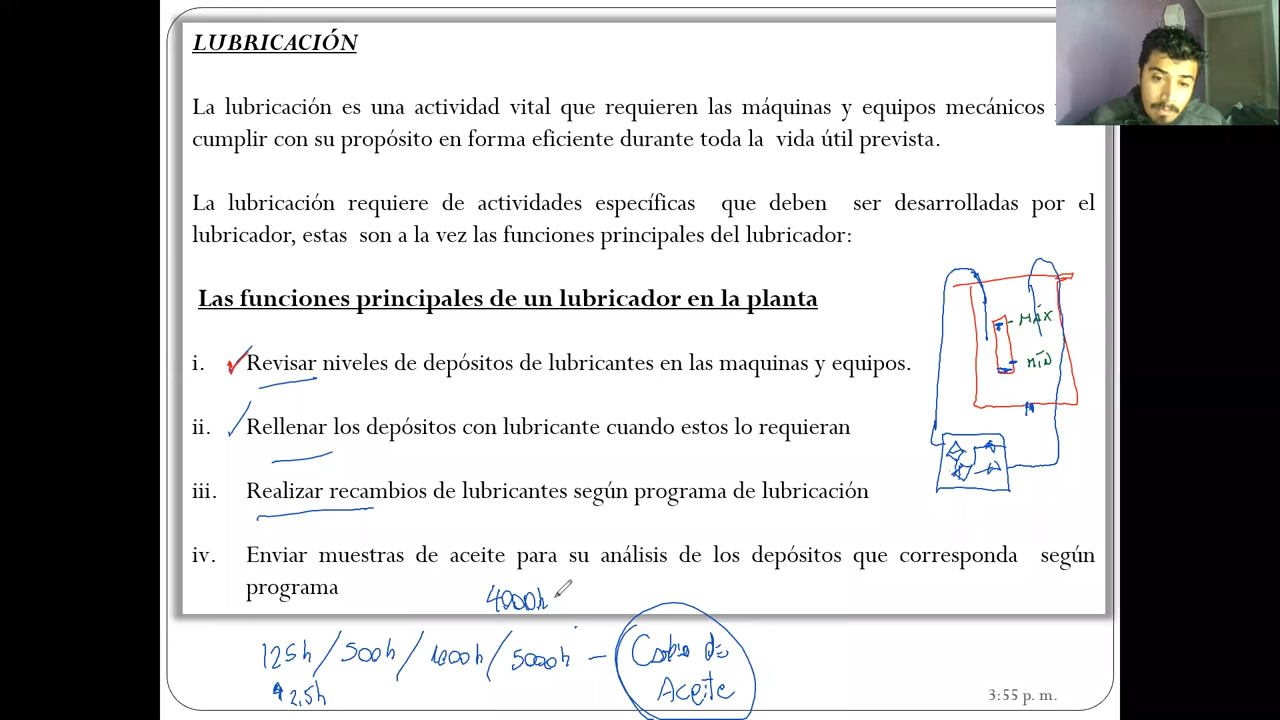 LUBRICACIÓN
La lubricación es una actividad vital que requieren las máquinas y equipos mecánicos
cumplir con su propósito en forma eficiente durante toda la vida útil prevista.
La lubricación requiere de actividades específicas que deben ser desarrolladas por el
lubricador, estas son a la vez las funciones principales del lubricador:
Las funciones principales de un lubricador en la planta
i. Revisar niveles de depósitos de lubricantes en las maquinas y equipos.
ii. Rellenar los depósitos con lubricante cuando estos lo requieran
iii. Realizar recambios de lubricantes según programa de lubricación
iv. Enviar muestras de aceite para su análisis de los depósitos que corresponda según
programa
MÁX
MÍN
4000h
125h / 500h / 1000h / 5000h –
Aceite
2,5h
3:55 p. m.